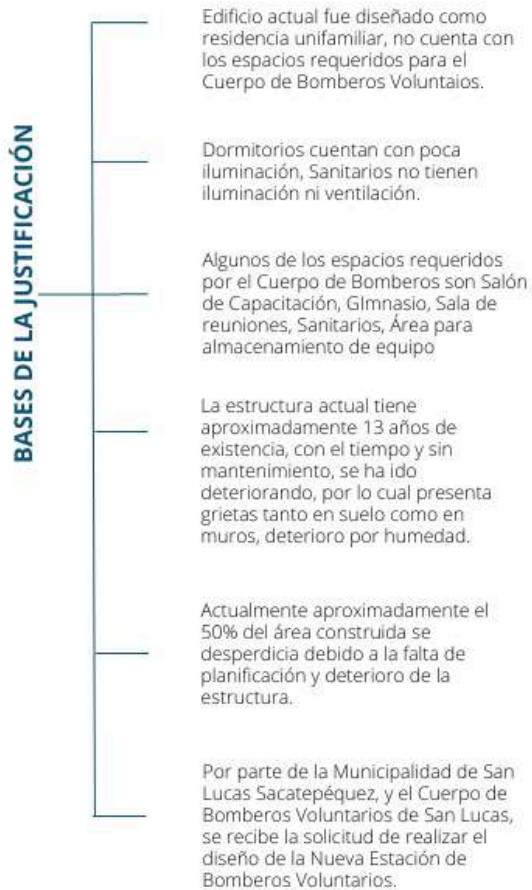 BASES DE LA JUSTIFICACIÓN
Edificio actual fue diseñado como
residencia unifamiliar, no cuenta con
los espacios requeridos para el
Cuerpo de Bomberos Voluntaios.
Dormitorios cuentan con poca
iluminación, Sanitarios no tienen
iluminación ni ventilación.
Algunos de los espacios requeridos
por el Cuerpo de Bomberos son Salón
de Capacitación, GImnasio, Sala de
reuniones, Sanitarios, Área para
almacenamiento de equipo
La estructura actual tiene
aproximadamente 13 años de
existencia, con el tiempo y sin
mantenimiento, se ha ido
deteriorando, por lo cual presenta
grietas tanto en suelo como en
muros, deterioro por humedad.
Actualmente aproximadamente el
50% del área construida se
desperdicia debido a la falta de
planificación y deterioro de la
estructura.
Por parte de la Municipalidad de San
Lucas Sacatepéquez, y el Cuerpo de
Bomberos Voluntarios de San Lucas,
se recibe la solicitud de realizar el
diseño de la Nueva Estación de
Bomberos Voluntarios.